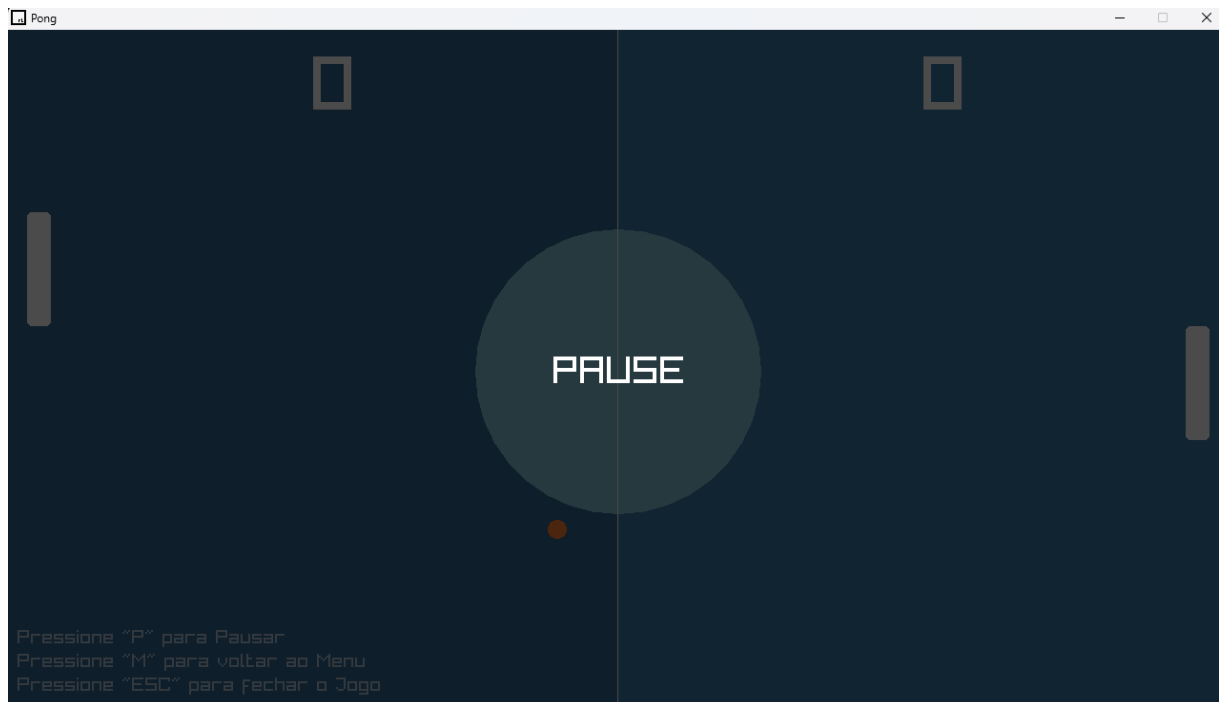 Pong
0 0
PAUSE
Pressione "P" para Pausar
Pressione "M" para voltar ao Menu
Pressione "ESC" para fechar o Jogo